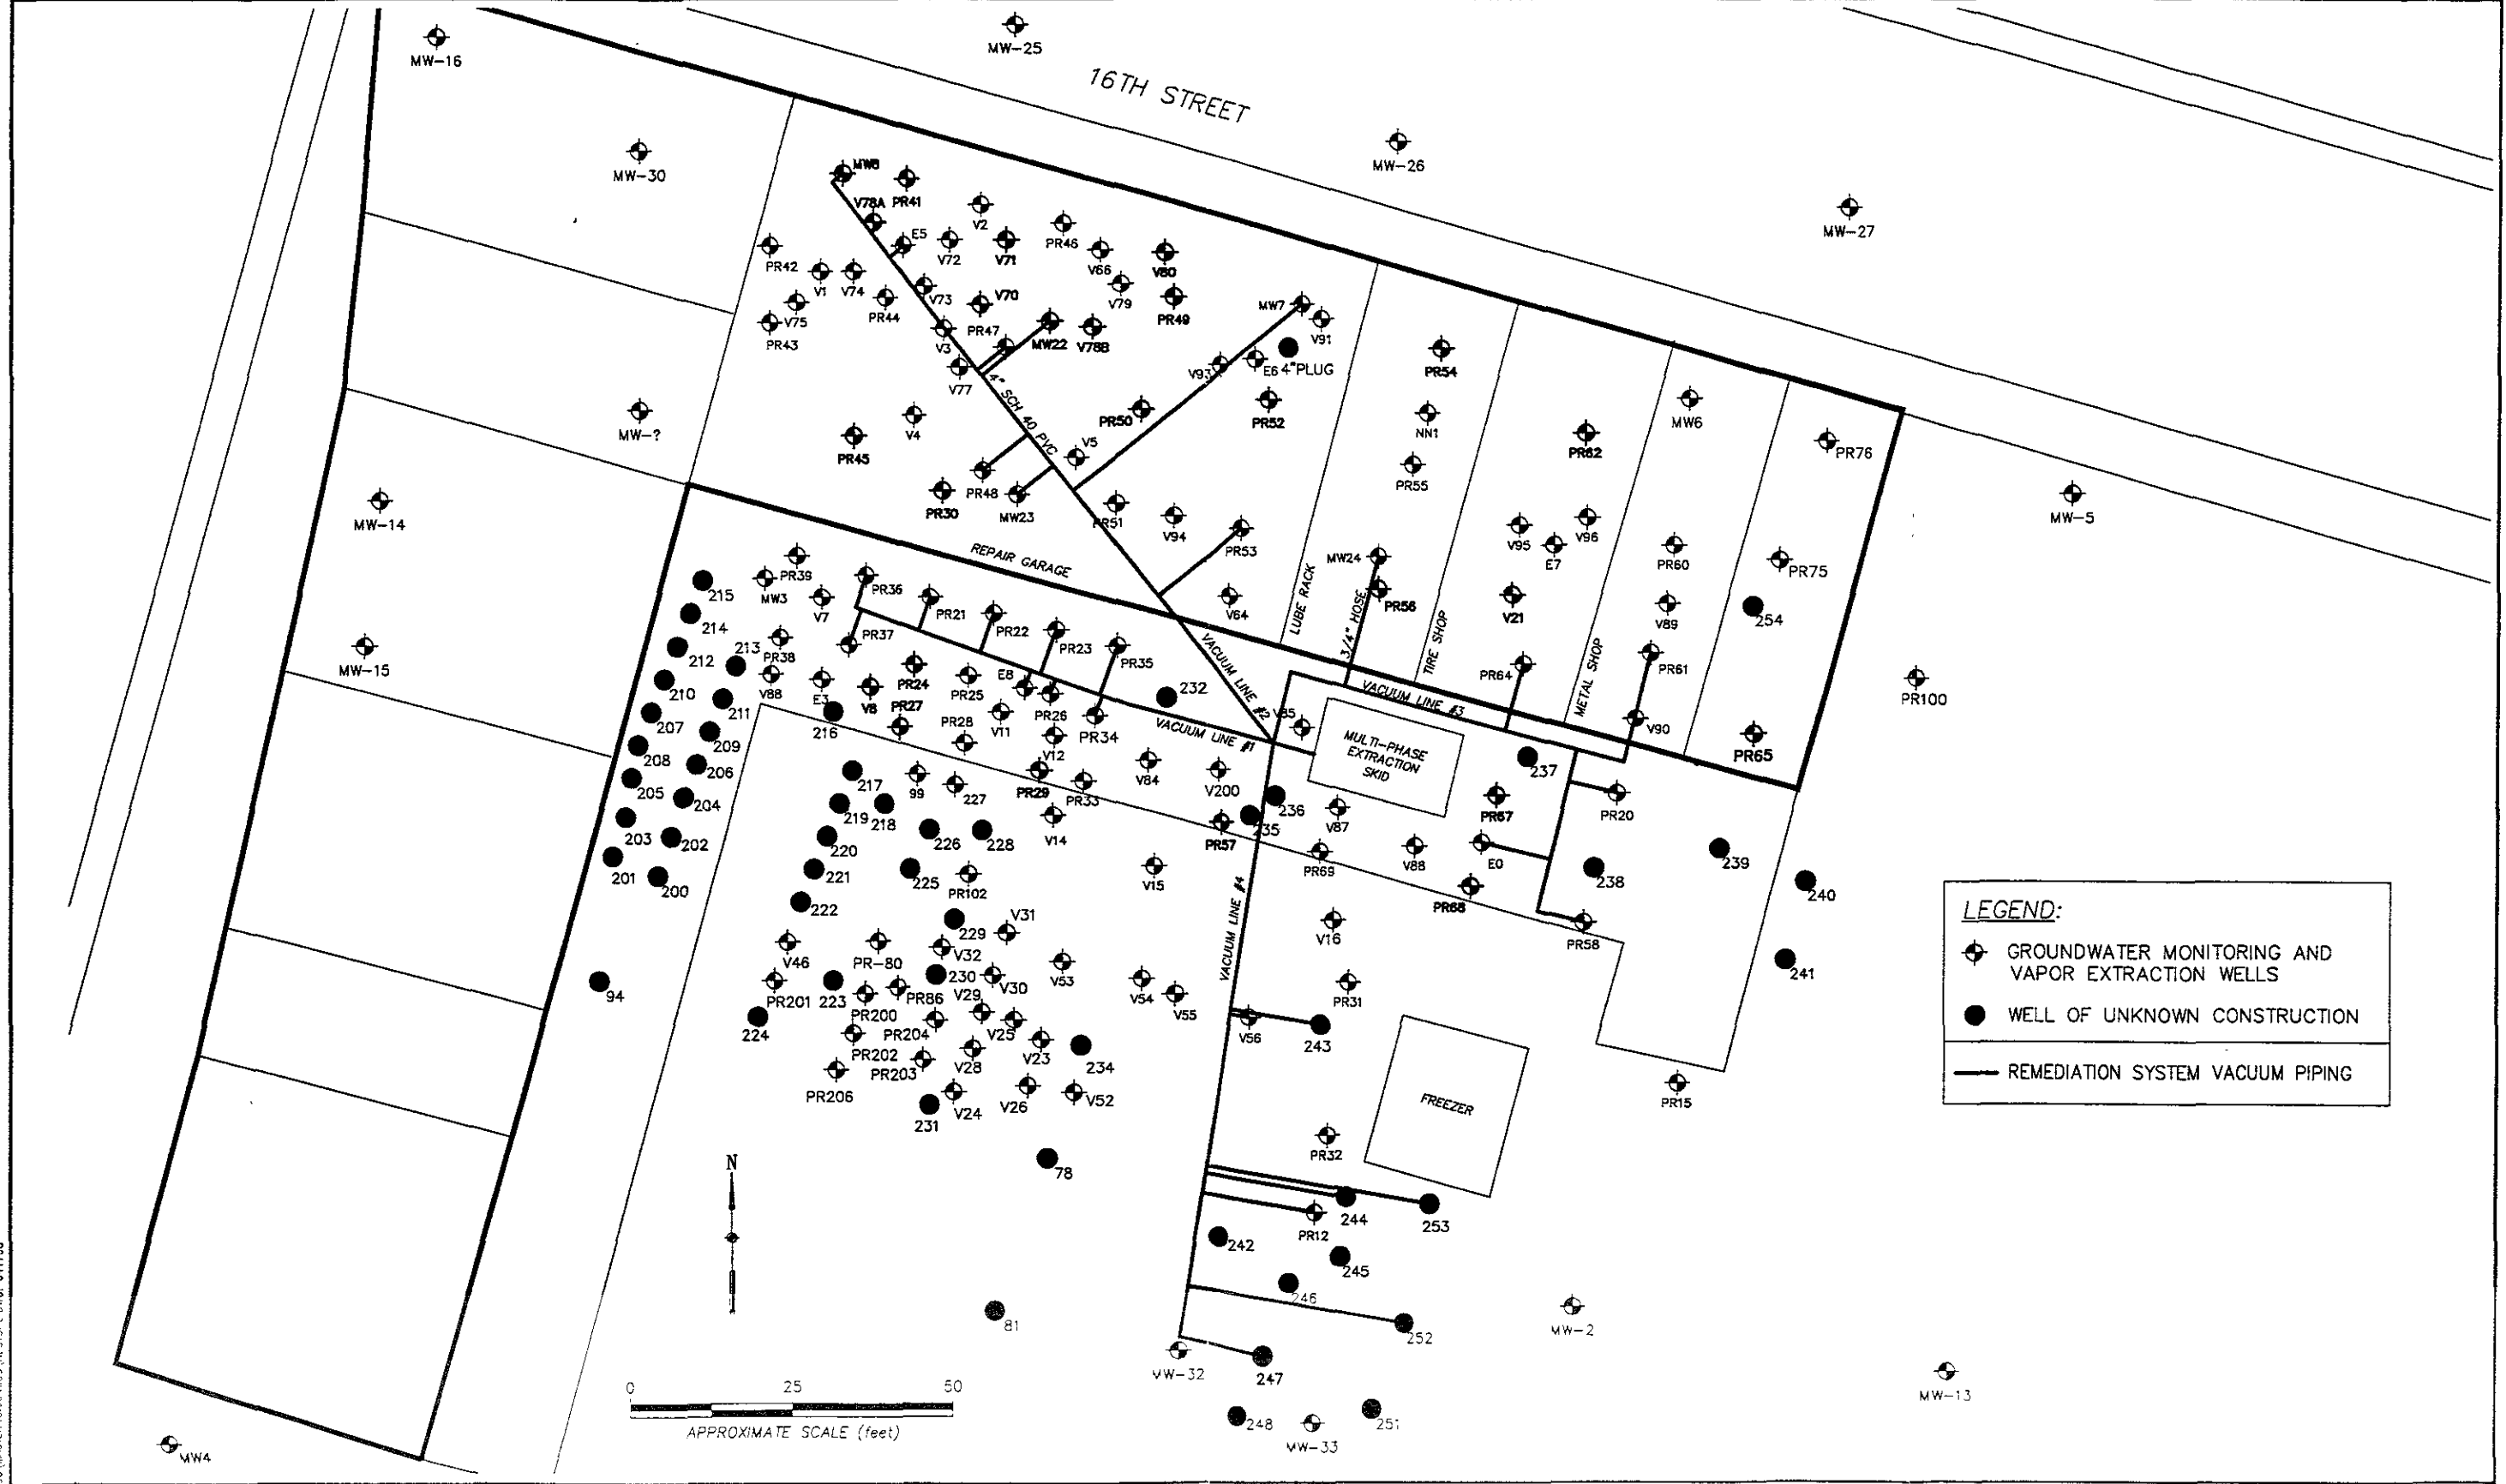 MW-25
MW-16
16TH STREET
MW-26
MW-30
MW-27
MW8
V78A PR41
V2
E5
V72
V71
PR46
V66
V80
PR42
V1
V74
V75
PR43
PR44
V73
V70
V79
PR49
PR47
V3
MW22
V78B
MW7
V91
V77
V93
E6 4" PLUG
PR54
4" SCH 40 PVC
MW-?
PR45
V4
V5
PR50
PR52
NN1
PR55
PR62
MW6
PR76
PR48
PR30
MW23
PR51
V94
PR53
MW-14
MW-5
V95
E7
V96
PR60
PR75
REPAIR GARAGE
LUBE RACK
MW24
3/4" HOSE
PR56
TIRE SHOP
V21
METAL SHOP
V89
254
V64
PR39
MW3
V7
PR36
PR21
PR22
PR23
PR35
PR37
PR38
215
214
212
213
210
211
207
209
208
206
205
204
203
202
201
200
MW-15
V88
E3
216
V8
PR24
PR27
PR25
PR28
E8
V11
PR26
V12
PR34
232
VACUUM LINE #1
VACUUM LINE #2
VACUUM LINE #3
V85
MULTI-PHASE
EXTRACTION
SKID
PR64
PR61
V90
PR65
PR100
237
217
219
218
99
227
PR29
PR33
V84
V200
236
235
V87
PR67
PR20
220
226
228
V14
PR57
PR69
V88
E0
239
238
240
221
225
PR102
V15
PR68
222
229
V31
V16
PR58
241
V46
PR-80
V32
230
V53
V30
V54
V55
VACUUM LINE #4
PR31
94
PR201
223
PR200
PR86
V29
224
PR204
V25
V56
243
PR202
PR203
V28
V23
234
PR206
231
V24
V26
V52
FREEZER
PR15
PR32
78
244
253
PR12
242
245
246
252
81
MW-2
MW-32
247
MW-13
248
MW-33
251
MW4
N
0 25 50
APPROXIMATE SCALE (feet)
LEGEND:
GROUNDWATER MONITORING AND
VAPOR EXTRACTION WELLS
WELL OF UNKNOWN CONSTRUCTION
REMEDIATION SYSTEM VACUUM PIPING